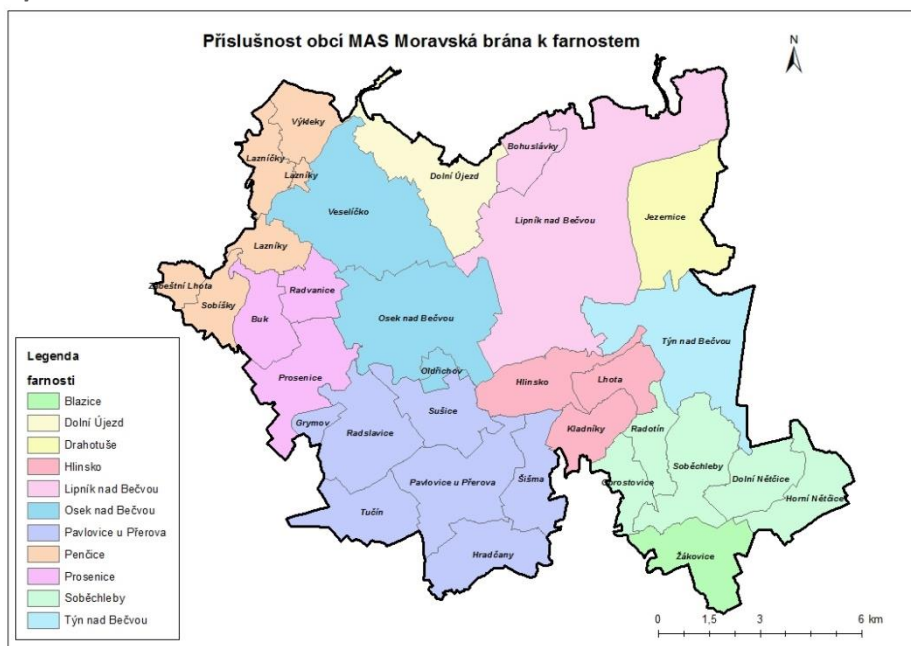 Příslušnost obcí MAS Moravská brána k farnostem
N
Výkleky
Lazníčky
Lazníky
Bohuslávky
Dolní Újezd
Veselíčko
Lipník nad Bečvou
Jezernice
Lazníky
Zábeštní Lhota
Sobíšky
Radvanice
Buk
Osek nad Bečvou
Týn nad Bečvou
Oldřichov
Prosenice
Hlinsko
Lhota
Sušice
Grymov
Radslavice
Kladníky
Radotín
Soběchleby
Pavlovice u Přerova
Šišma
Dolní Nětčice
Horní Nětčice
Tučín
Hradčany
Žákovice
Legenda
farnosti
Blazice
Dolní Újezd
Drahotuše
Hlinsko
Lipník nad Bečvou
Osek nad Bečvou
Pavlovice u Přerova
Penčice
Prosenice
Soběchleby
Týn nad Bečvou
0 1,5 3 6 km